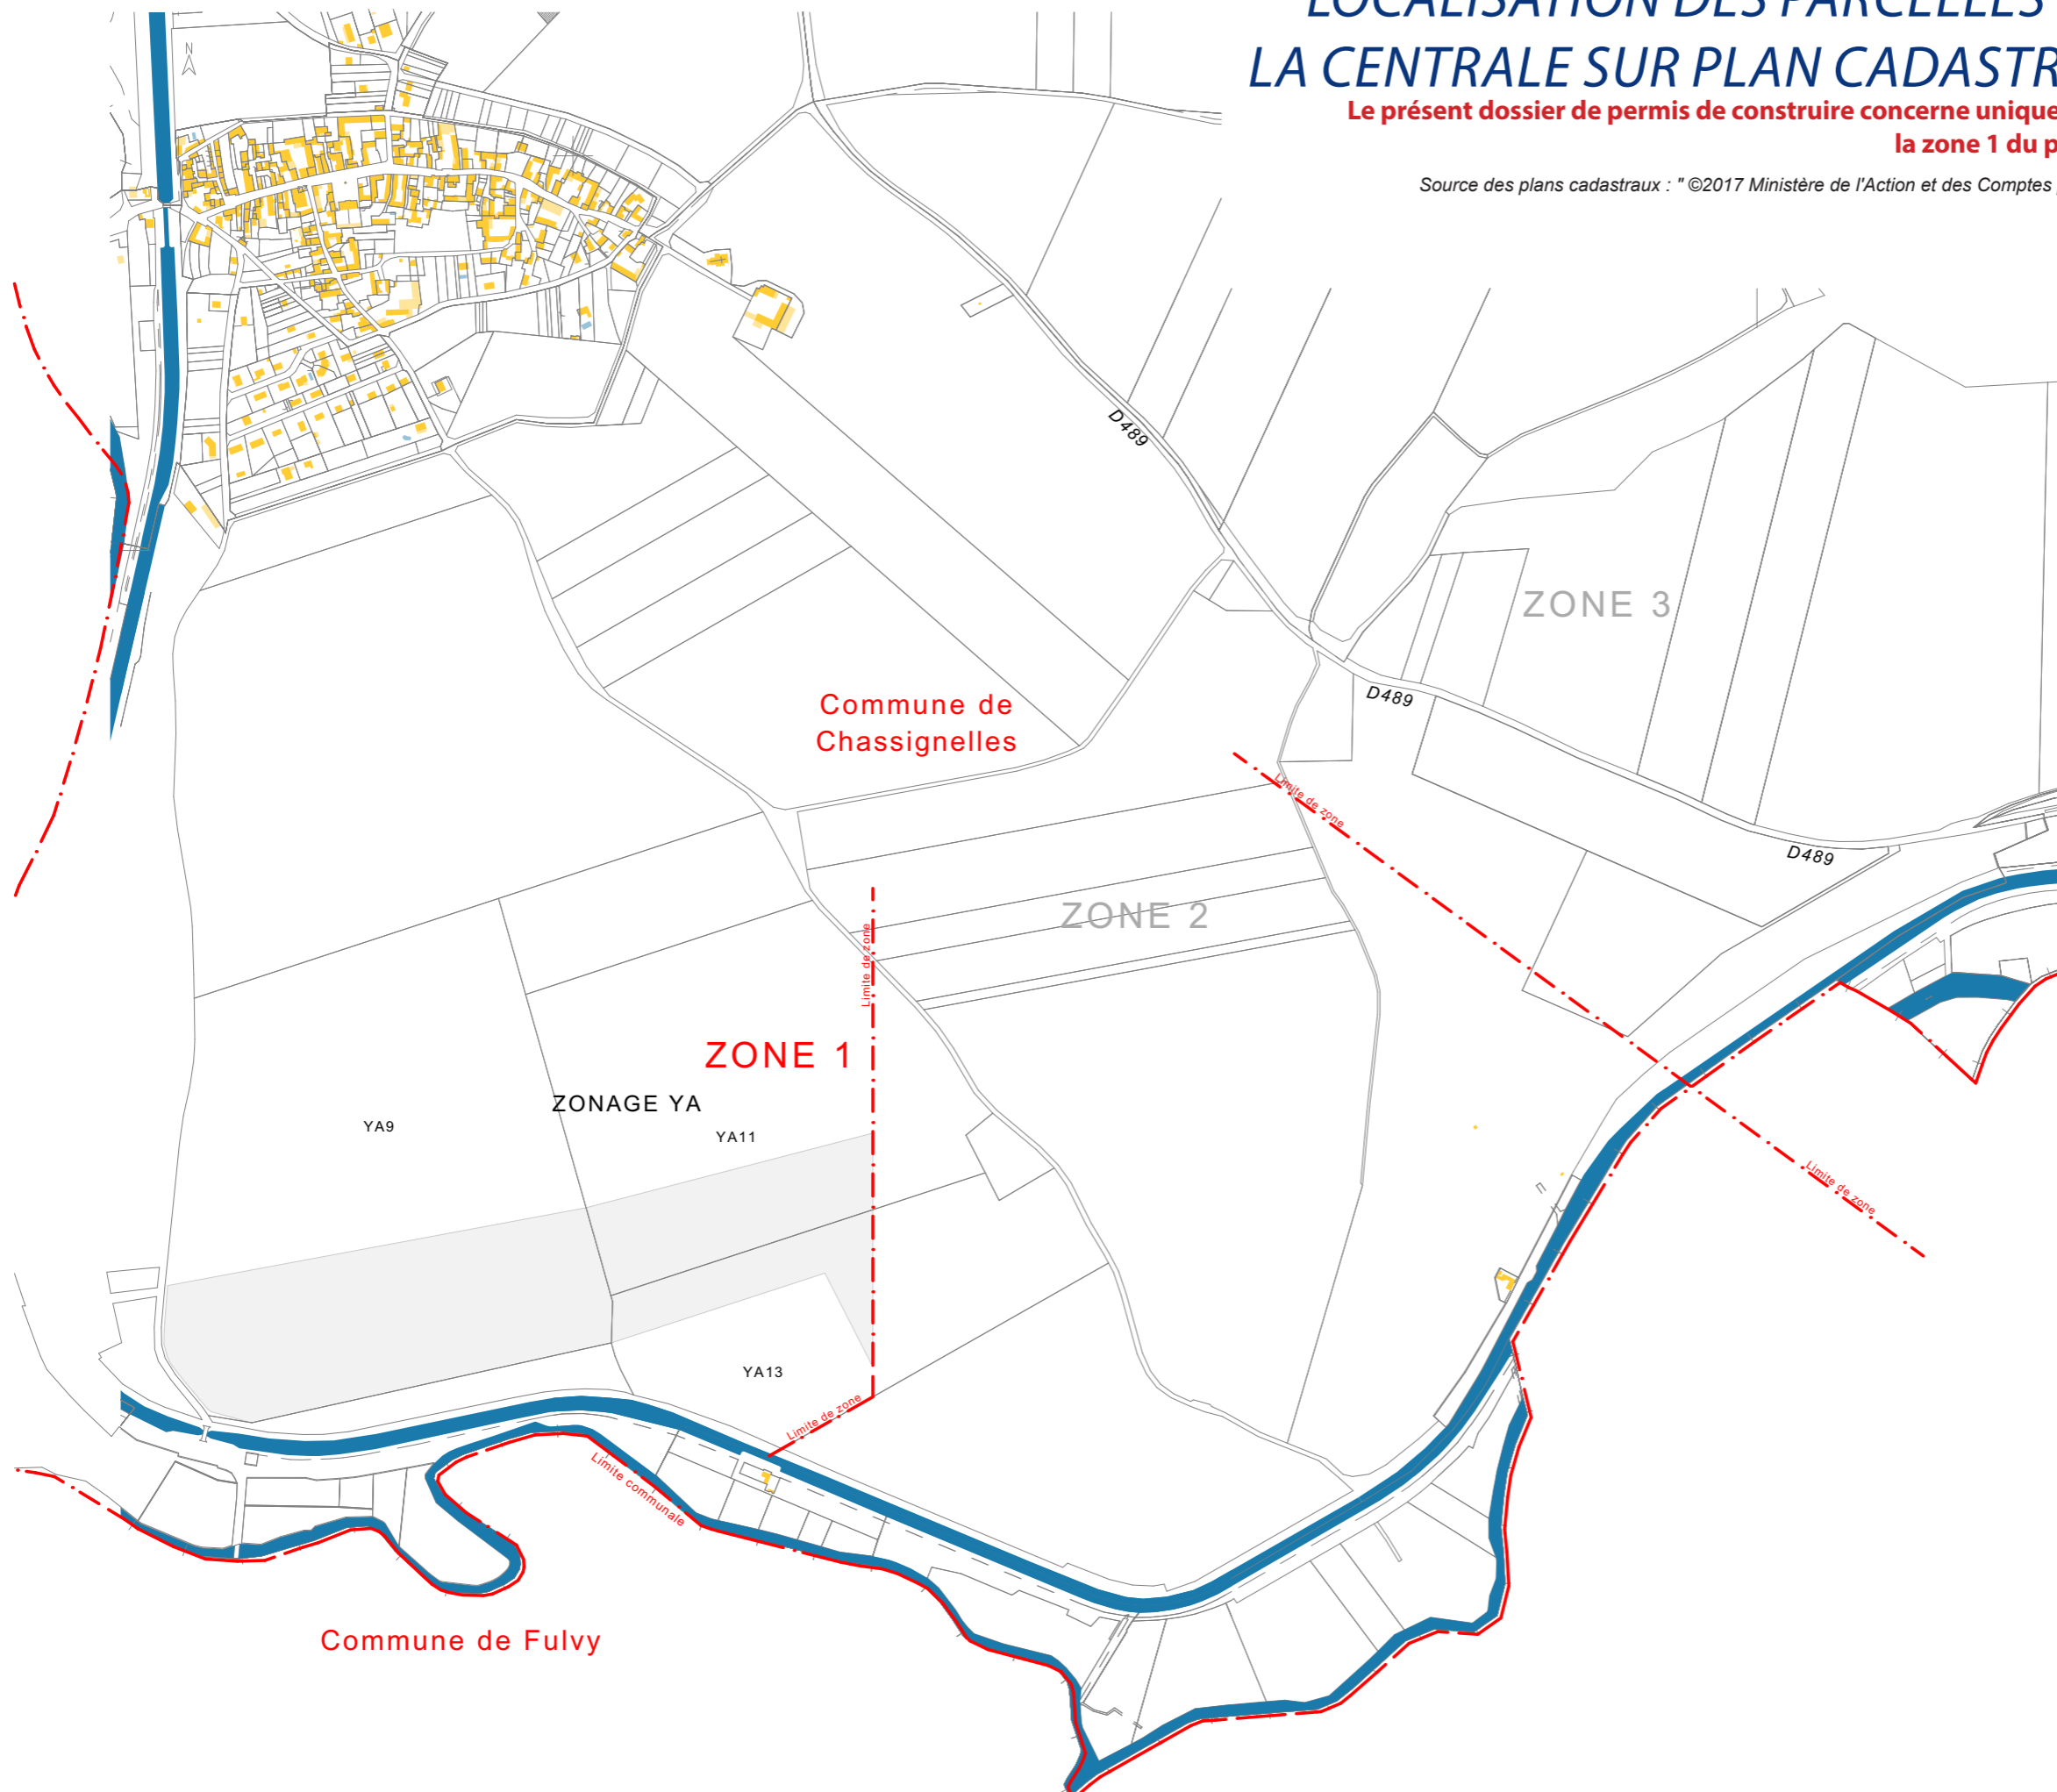 LOCALISATION DES PARCELLES
LA CENTRALE SUR PLAN CADASTR
Le présent dossier de permis de construire concerne unique
la zone 1 du p
Source des plans cadastraux : " ©2017 Ministère de l'Action et des Comptes
N
D489
ZONE 3
D489
Commune de
Chassignelles
Limite de zone
D489
ZONE 2
Limite de zone
ZONE 1
ZONAGE YA
YA9
YA11
Limite de zone
YA13
Limite de zone
Limite communale
Commune de Fulvy